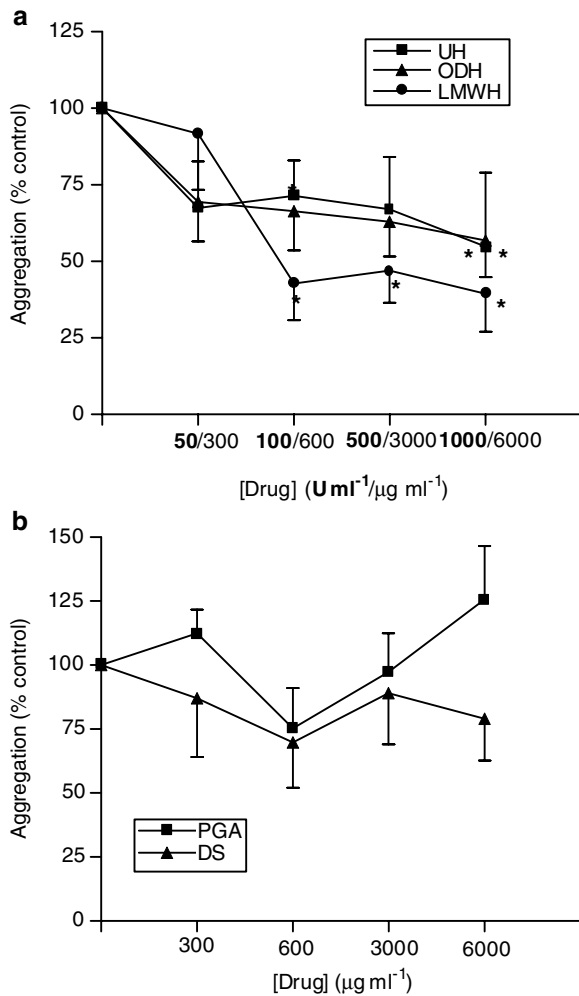 a
125
100
75
50
25
0
Aggregation (% control)
UH
ODH
LMWH
*
* *
* * *
50/300 100/600 500/3000 1000/6000
[Drug] (U ml⁻¹/µg ml⁻¹)
b
150
125
100
75
50
25
0
Aggregation (% control)
PGA
DS
300 600 3000 6000
[Drug] (µg ml⁻¹)